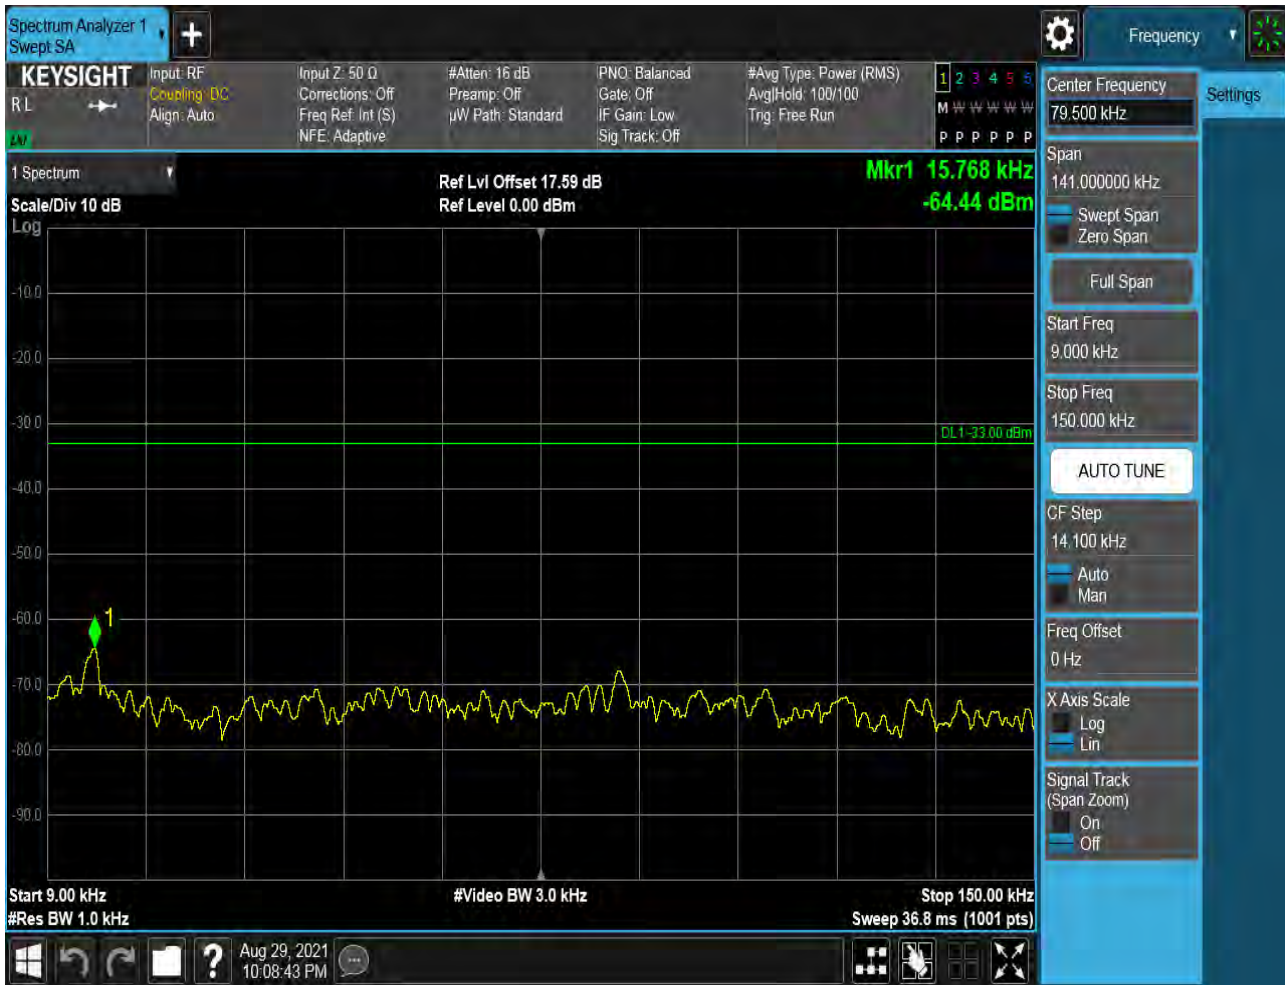 Spectrum Analyzer 1
Swept SA
Frequency
KEYSIGHT
R L
LXI
Input: RF
Coupling: DC
Align: Auto
Input Z: 50 Ω
Corrections: Off
Freq Ref: Int (S)
NFE: Adaptive
#Atten: 16 dB
Preamp: Off
µW Path: Standard
PNO: Balanced
Gate: Off
IF Gain: Low
Sig Track: Off
#Avg Type: Power (RMS)
Avg|Hold: 100/100
Trig: Free Run
1 2 3 4 5 6
M W W W W W
P P P P P P
1 Spectrum
Scale/Div 10 dB
Log
Ref Lvl Offset 17.59 dB
Ref Level 0.00 dBm
Mkr1 15.768 kHz
-64.44 dBm
-10.0
-20.0
-30.0
DL1 -33.00 dBm
-40.0
-50.0
-60.0
1
-70.0
-80.0
-90.0
Start 9.00 kHz
#Res BW 1.0 kHz
#Video BW 3.0 kHz
Stop 150.00 kHz
Sweep 36.8 ms (1001 pts)
Aug 29, 2021
10:08:43 PM
Center Frequency
79.500 kHz
Settings
Span
141.000000 kHz
Swept Span
Zero Span
Full Span
Start Freq
9.000 kHz
Stop Freq
150.000 kHz
AUTO TUNE
CF Step
14.100 kHz
Auto
Man
Freq Offset
0 Hz
X Axis Scale
Log
Lin
Signal Track
(Span Zoom)
On
Off